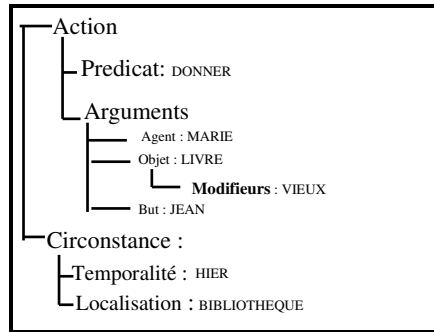 Action
Predicat: DONNER
Arguments
Agent : MARIE
Objet : LIVRE
Modifieurs : VIEUX
But : JEAN
Circonstance :
Temporalité : HIER
Localisation : BIBLIOTHEQUE